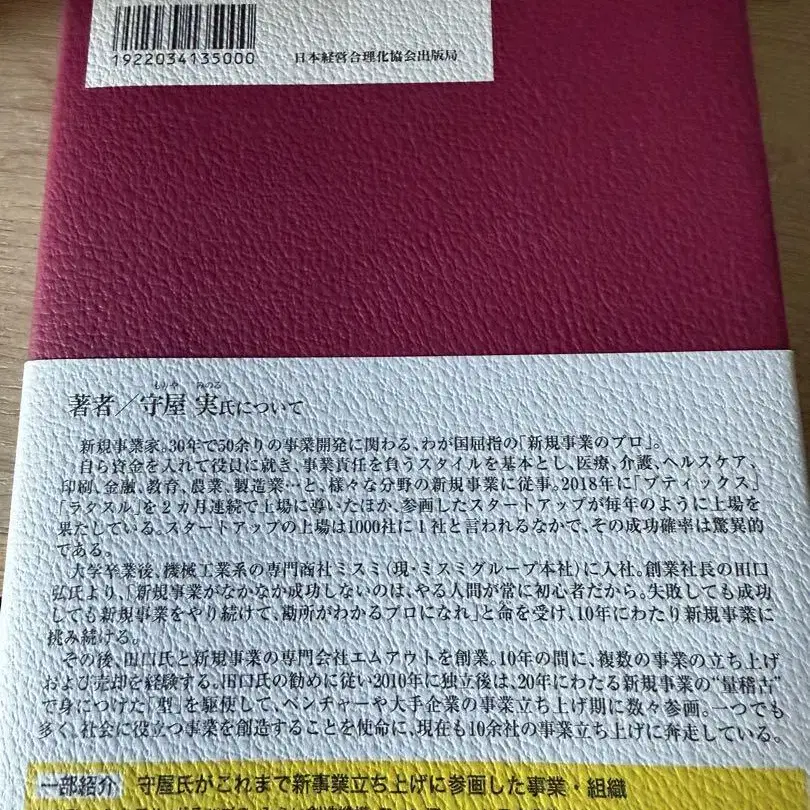 1922034135000
日本経営合理化協会出版局
もりや みのる
著者／守屋 実氏について
新規事業家。30年で50余りの事業開発に関わる、わが国屈指の「新規事業のプロ」。
自ら資金を入れて役員に就き、事業責任を負うスタイルを基本とし、医療、介護、ヘルスケア、
印刷、金融、教育、農業、製造業…と、様々な分野の新規事業に従事。2018年に「ブティックス」
「ラクスル」を２カ月連続で上場に導いたほか、参画したスタートアップが毎年のように上場を
果たしている。スタートアップの上場は1000社に１社と言われるなかで、その成功確率は驚異的
である。
大学卒業後、機械工業系の専門商社ミスミ（現・ミスミグループ本社）に入社。創業社長の田口
弘氏より、「新規事業がなかなか成功しないのは、やる人間が常に初心者だから。失敗しても成功
しても新規事業をやり続けて、勘所がわかるプロになれ」と命を受け、10年にわたり新規事業に
挑み続ける。
その後、田口氏と新規事業の専門会社エムアウトを創業。10年の間に、複数の事業の立ち上げ
および売却を経験する。田口氏の勧めに従い2010年に独立後は、20年にわたる新規事業の“量稽古”
で身につけた「型」を駆使して、ベンチャーや大手企業の事業立ち上げ期に数々参画。一つでも
多く、社会に役立つ事業を創造することを使命に、現在も10余社の事業立ち上げに奔走している。
一部紹介 守屋氏がこれまで新事業立ち上げに参画した事業・組織